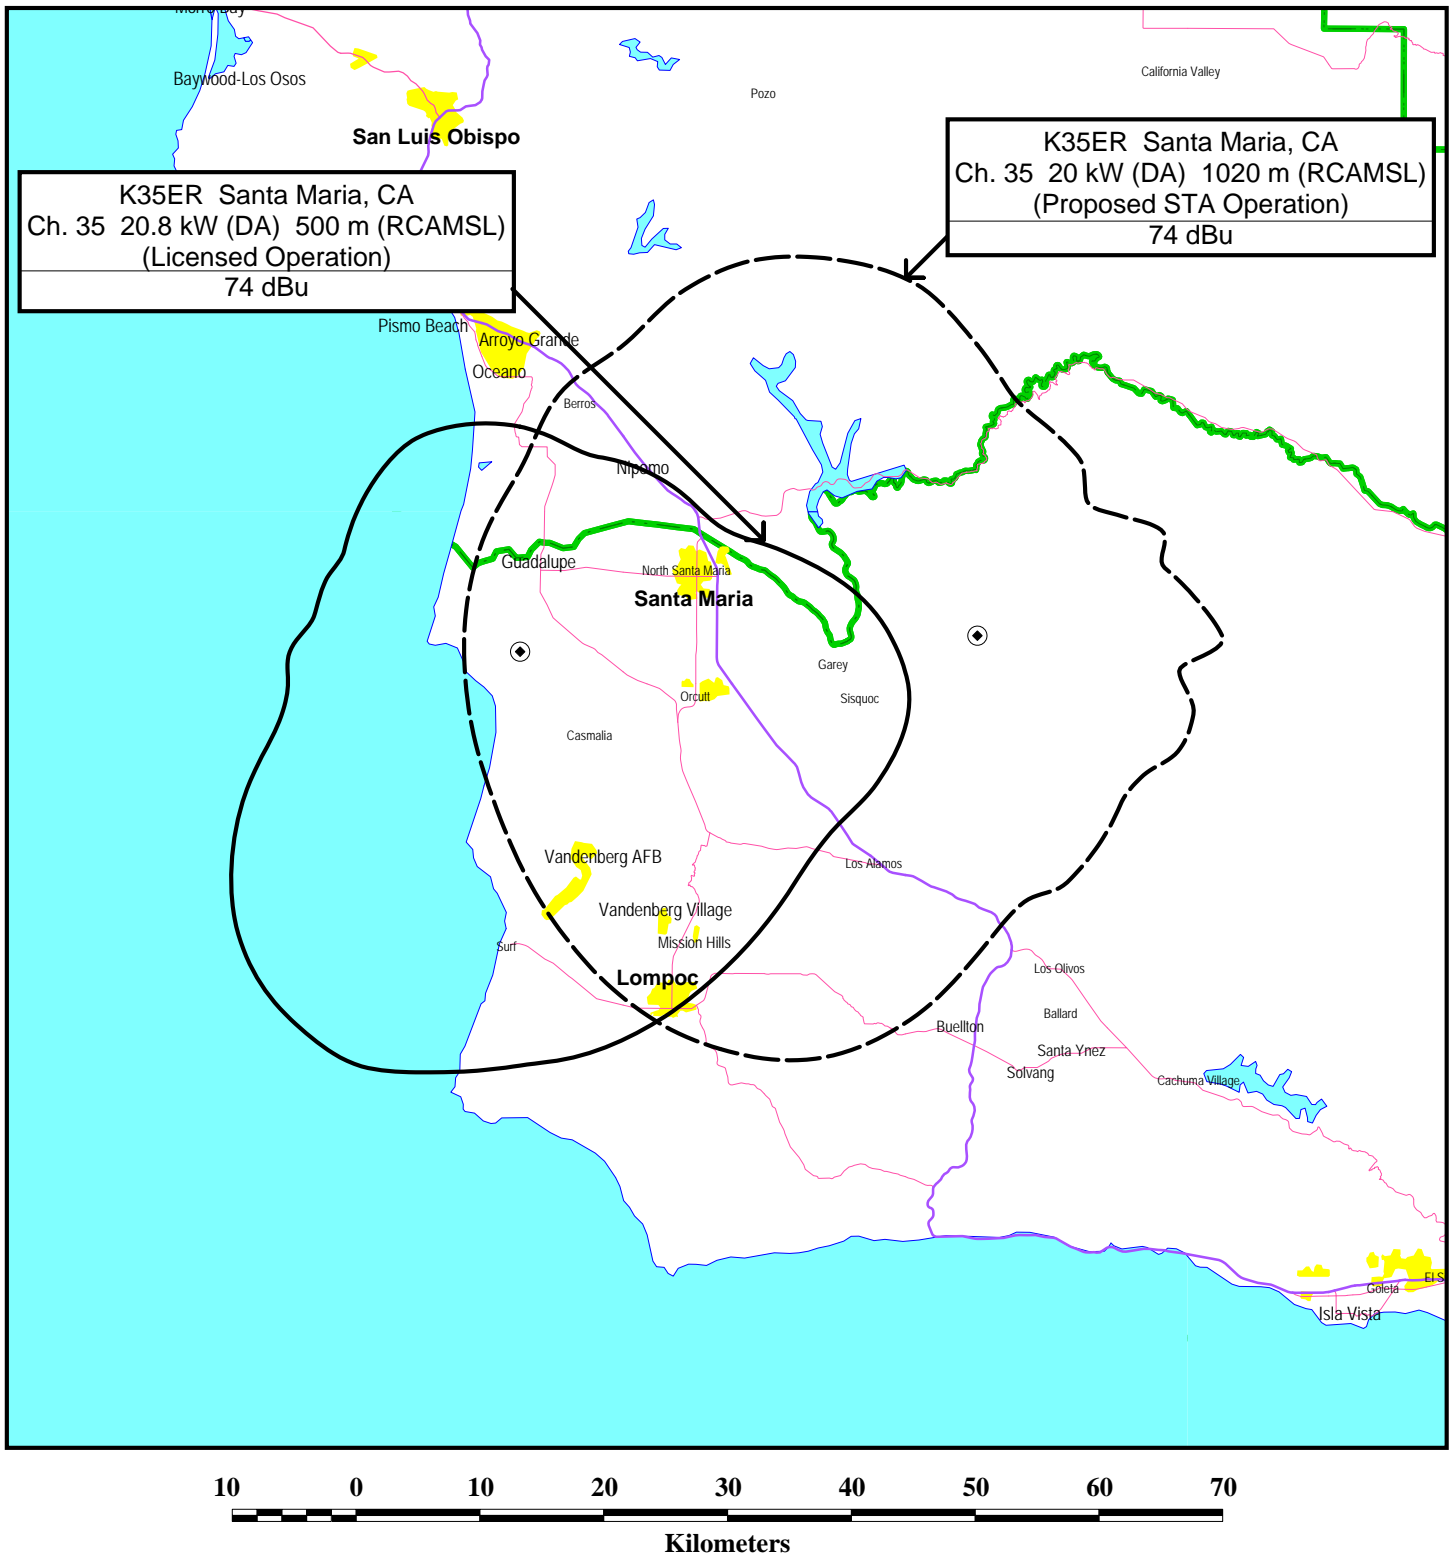 Morro Bay
Baywood-Los Osos
San Luis Obispo
Pozo
California Valley
K35ER Santa Maria, CA
Ch. 35 20 kW (DA) 1020 m (RCAMSL)
(Proposed STA Operation)
74 dBu
K35ER Santa Maria, CA
Ch. 35 20.8 kW (DA) 500 m (RCAMSL)
(Licensed Operation)
74 dBu
Pismo Beach
Arroyo Grande
Oceano
Berros
Nipomo
Guadalupe
North Santa Maria
Santa Maria
Garey
Orcutt
Sisquoc
Casmalia
Vandenberg AFB
Los Alamos
Vandenberg Village
Surf
Mission Hills
Lompoc
Los Olivos
Ballard
Buellton
Santa Ynez
Solvang
Cachuma Village
El S
Goleta
Isla Vista
10 0 10 20 30 40 50 60 70
Kilometers